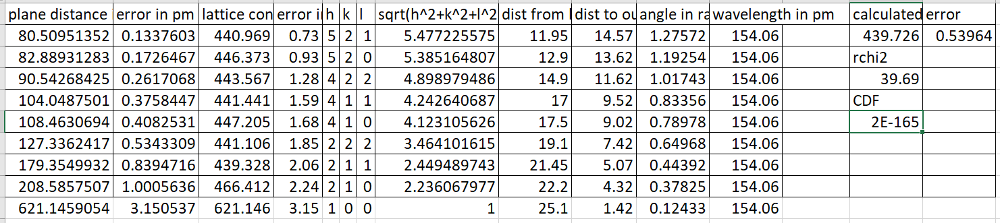 plane distance error in pm lattice con error i h k l sqrt(h^2+k^2+l^2 dist from l dist to ou angle in ra wavelength in pm calculated error
80.50951352 0.1337603 440.969 0.73 5 2 1 5.477225575 11.95 14.57 1.27572 154.06 439.726 0.53964
82.88931283 0.1726467 446.373 0.93 5 2 0 5.385164807 12.9 13.62 1.19254 154.06 rchi2
90.54268425 0.2617068 443.567 1.28 4 2 2 4.898979486 14.9 11.62 1.01743 154.06 39.69
104.0487501 0.3758447 441.441 1.59 4 1 1 4.242640687 17 9.52 0.83356 154.06 CDF
108.4630694 0.4082531 447.205 1.68 4 1 0 4.123105626 17.5 9.02 0.78978 154.06 2E-165
127.3362417 0.5343309 441.106 1.85 2 2 2 3.464101615 19.1 7.42 0.64968 154.06
179.3549932 0.8394716 439.328 2.06 2 1 1 2.449489743 21.45 5.07 0.44392 154.06
208.5857507 1.0005636 466.412 2.24 2 1 0 2.236067977 22.2 4.32 0.37825 154.06
621.1459054 3.150537 621.146 3.15 1 0 0 1 25.1 1.42 0.12433 154.06